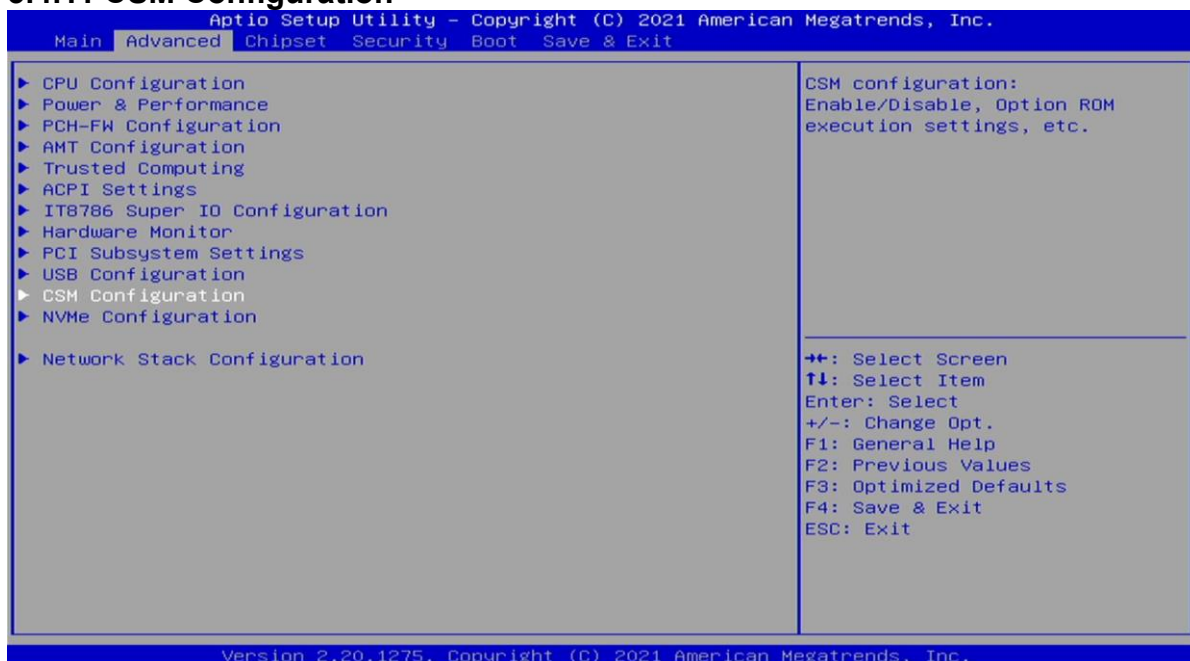 CSM Configuration
Aptio Setup Utility – Copyright (C) 2021 American Megatrends, Inc.
Main Advanced Chipset Security Boot Save & Exit
▶ CPU Configuration
▶ Power & Performance
▶ PCH-FW Configuration
▶ AMT Configuration
▶ Trusted Computing
▶ ACPI Settings
▶ IT8786 Super IO Configuration
▶ Hardware Monitor
▶ PCI Subsystem Settings
▶ USB Configuration
▶ CSM Configuration
▶ NVMe Configuration
▶ Network Stack Configuration
CSM configuration:
Enable/Disable, Option ROM
execution settings, etc.
→←: Select Screen
↑↓: Select Item
Enter: Select
+/-: Change Opt.
F1: General Help
F2: Previous Values
F3: Optimized Defaults
F4: Save & Exit
ESC: Exit
Version 2.20.1275. Copyright (C) 2021 American Megatrends, Inc.